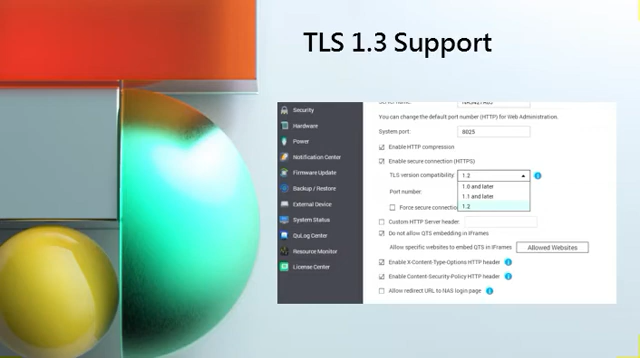 TLS 1.3 Support
Security
Hardware
Power
Notification Center
Firmware Update
Backup / Restore
External Device
System Status
QuLog Center
Resource Monitor
License Center
You can change the default port number (HTTP) for Web Administration.
System port: 8025
Enable HTTP compression
Enable secure connection (HTTPS)
TLS version compatibility: 1.2
1.0 and later
1.1 and later
1.2
Port number:
Force secure connection
Custom HTTP Server header:
Do not allow QTS embedding in IFrames
Allow specific websites to embed QTS in IFrames Allowed Websites
Enable X-Content-Type-Options HTTP header
Enable Content-Security-Policy HTTP header
Allow redirect URL to NAS login page